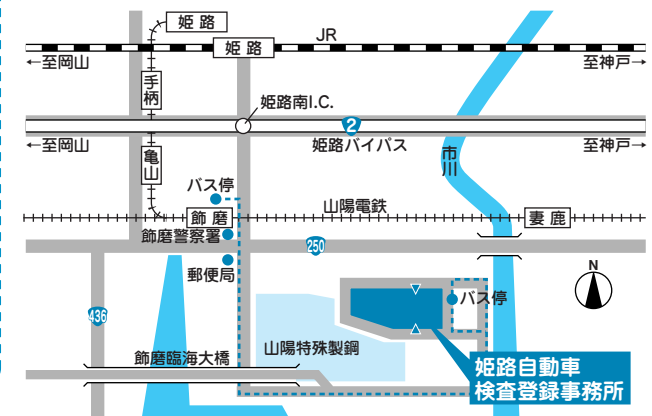 姫路
JR
姫路
←至岡山
至神戸→
手柄
姫路南I.C.
2
←至岡山
姫路バイパス
市川
至神戸→
亀山
バス停
山陽電鉄
飾磨
妻鹿
飾磨警察署
250
郵便局
N
バス停
436
山陽特殊製鋼
飾磨臨海大橋
姫路自動車
検査登録事務所